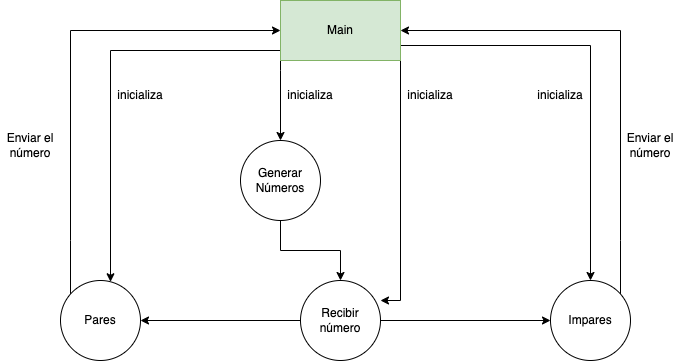 Main
inicializa
inicializa
inicializa
inicializa
Enviar el
número
Enviar el
número
Generar
Números
Pares
Recibir
número
Impares